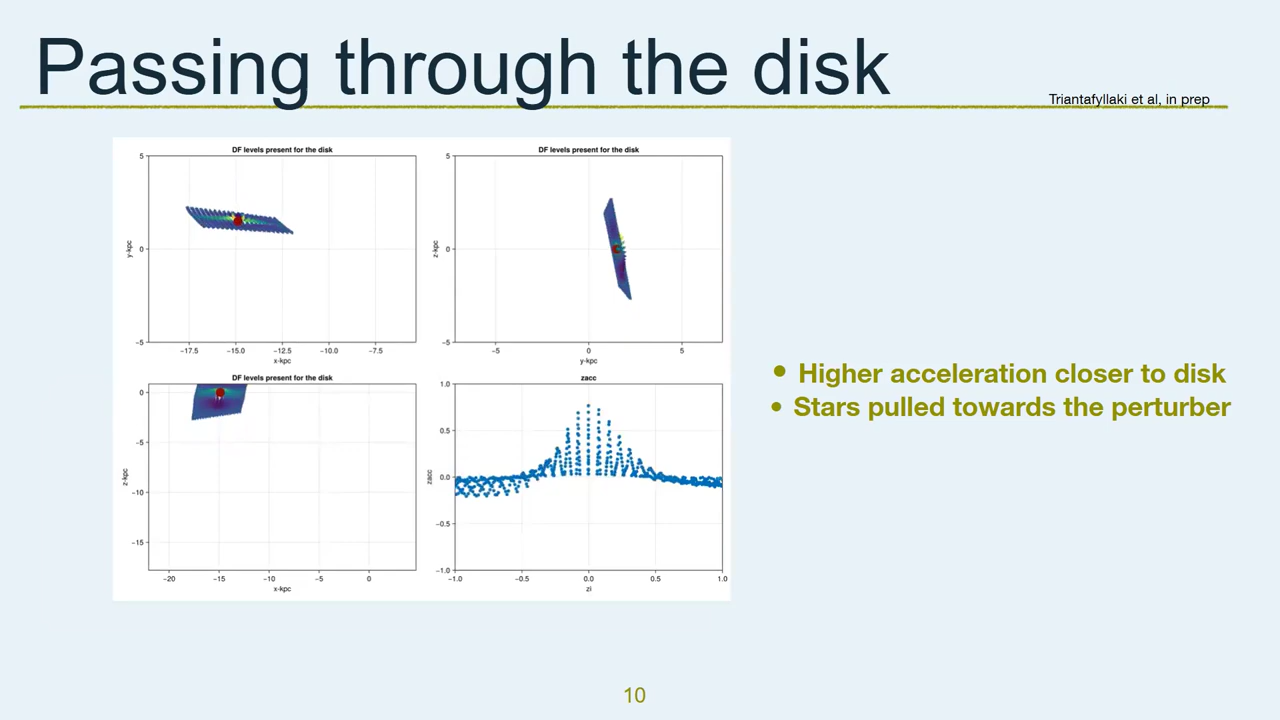 Passing through the disk
Triantafyllaki et al, in prep
DF levels present for the disk
5
0
−5
y-kpc
−17.5 −15.0 −12.5 −10.0 −7.5
x-kpc
DF levels present for the disk
5
0
−5
z-kpc
−5 0 5
y-kpc
DF levels present for the disk
0
−5
−10
−15
z-kpc
−20 −15 −10 −5 0
x-kpc
zacc
1.0
0.5
0.0
−0.5
−1.0
zacc
−1.0 −0.5 0.0 0.5 1.0
zi
• Higher acceleration closer to disk
• Stars pulled towards the perturber
10